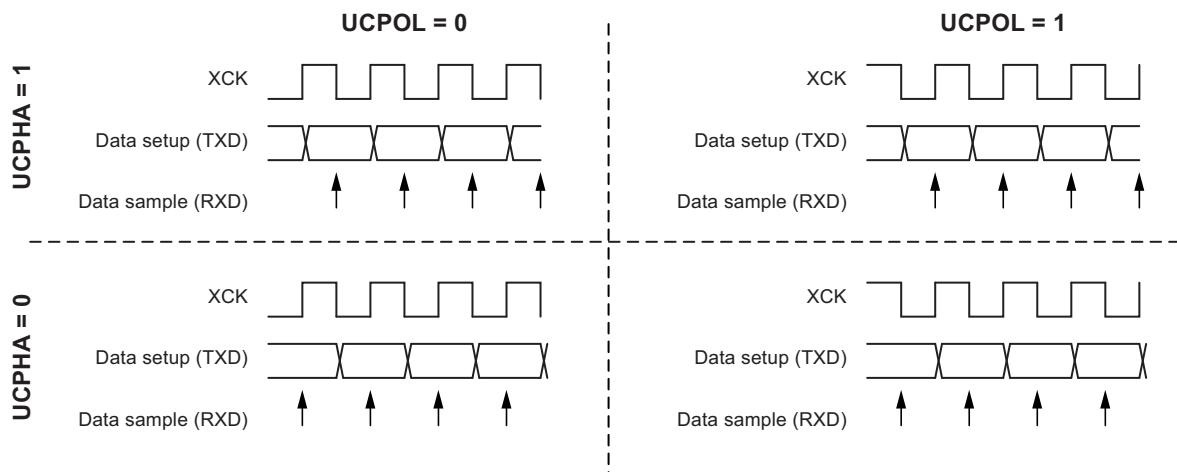 UCPOL = 0
UCPOL = 1
UCPHA = 1
XCK
Data setup (TXD)
Data sample (RXD)
XCK
Data setup (TXD)
Data sample (RXD)
UCPHA = 0
XCK
Data setup (TXD)
Data sample (RXD)
XCK
Data setup (TXD)
Data sample (RXD)